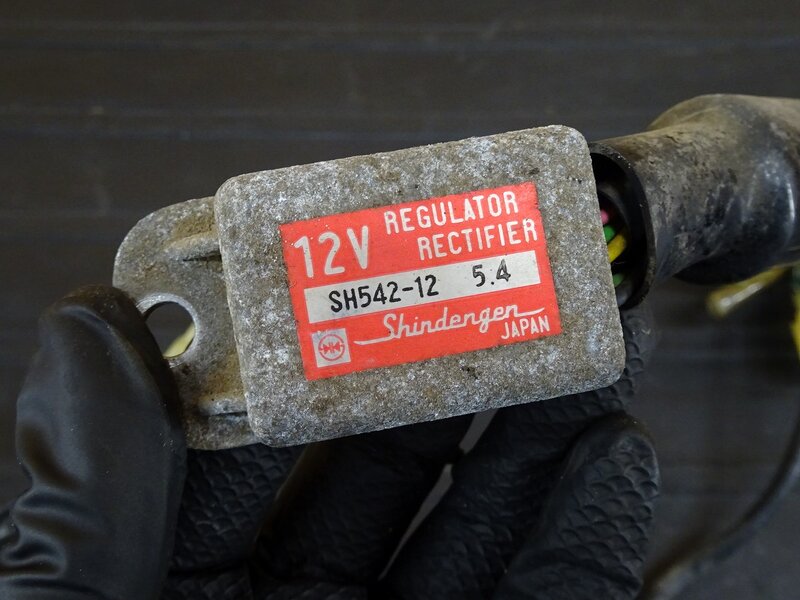 12V REGULATOR
RECTIFIER
SH542-12 5.4
Shindengen
JAPAN